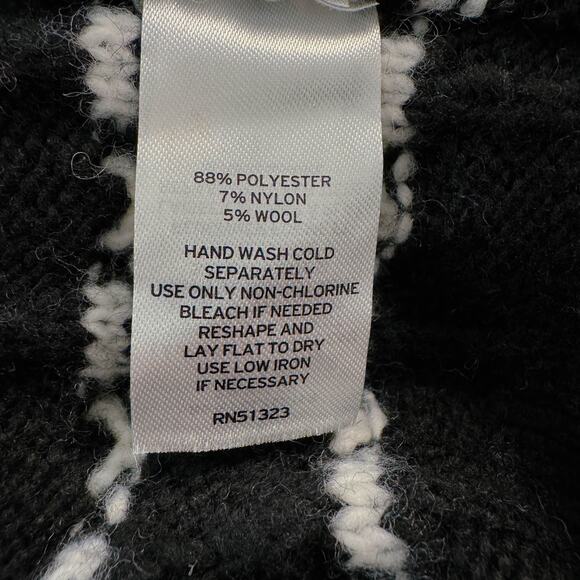 88% POLYESTER
7% NYLON
5% WOOL
HAND WASH COLD
SEPARATELY
USE ONLY NON-CHLORINE
BLEACH IF NEEDED
RESHAPE AND
LAY FLAT TO DRY
USE LOW IRON
IF NECESSARY
RN51323